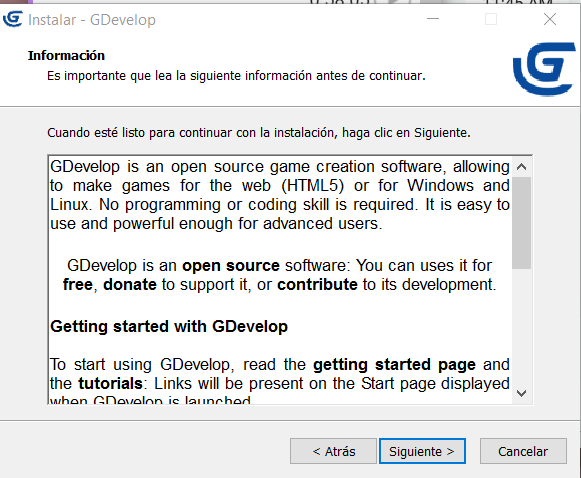 Instalar - GDevelop
Información
Es importante que lea la siguiente información antes de continuar.
Cuando esté listo para continuar con la instalación, haga clic en Siguiente.
GDevelop is an open source game creation software, allowing
to make games for the web (HTML5) or for Windows and
Linux. No programming or coding skill is required. It is easy to
use and powerful enough for advanced users.
GDevelop is an open source software: You can uses it for
free, donate to support it, or contribute to its development.
Getting started with GDevelop
To start using GDevelop, read the getting started page and
the tutorials: Links will be present on the Start page displayed
when GDevelop is launched.
< Atrás
Siguiente >
Cancelar